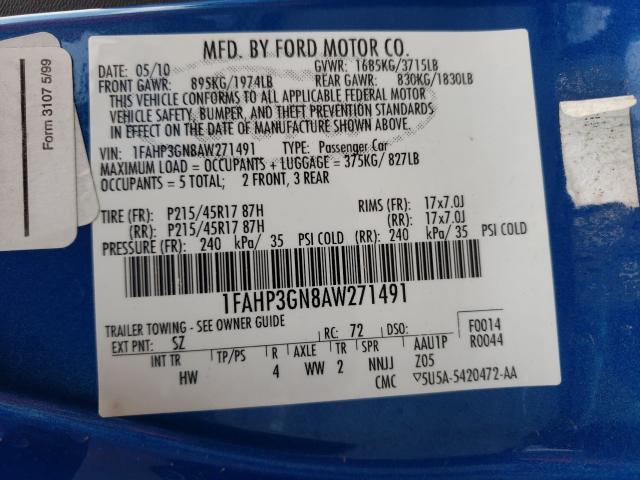 MFD. BY FORD MOTOR CO.
DATE: 05/10 GVWR: 1685KG/3715LB
FRONT GAWR: 895KG/1974LB REAR GAWR: 830KG/1830LB
THIS VEHICLE CONFORMS TO ALL APPLICABLE FEDERAL MOTOR
VEHICLE SAFETY, BUMPER, AND THEFT PREVENTION STANDARDS
IN EFFECT ON THE DATE OF MANUFACTURE SHOWN ABOVE.
VIN: 1FAHP3GN8AW271491 TYPE: Passenger Car
MAXIMUM LOAD = OCCUPANTS + LUGGAGE = 375KG/ 827LB
OCCUPANTS = 5 TOTAL; 2 FRONT, 3 REAR
TIRE (FR): P215/45R17 87H RIMS (FR): 17x7.0J
(RR): P215/45R17 87H (RR): 17x7.0J
PRESSURE (FR): 240 kPa/ 35 PSI COLD (RR): 240 kPa/ 35 PSI COLD
1FAHP3GN8AW271491
TRAILER TOWING - SEE OWNER GUIDE
EXT PNT: SZ RC: 72 DSO: F0014
INT TR TP/PS R AXLE TR SPR AAU1P R0044
HW 4 WW 2 NNJJ Z05
CMC ▽5U5A-5420472-AA
Form 3107 5/99